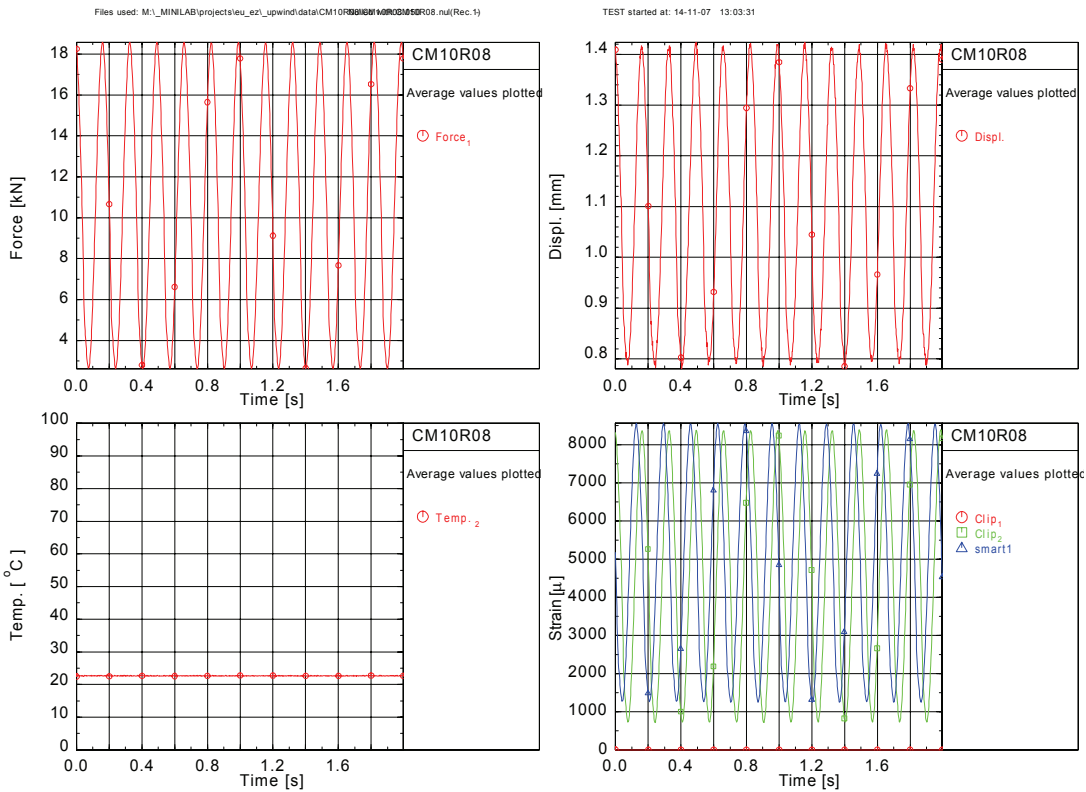 Files used: M:\_MINILAB\projects\eu_ez\_upwind\data\
TEST started at: 14-11-07 13:03:31
CM10R08
Average values plotted
Force1
Force [kN]
18
16
14
12
10
8
6
4
0.0 0.4 0.8 1.2 1.6
Time [s]
CM10R08
Average values plotted
Displ.
Displ. [mm]
1.4
1.3
1.2
1.1
1.0
0.9
0.8
0.0 0.4 0.8 1.2 1.6
Time [s]
CM10R08
Average values plotted
Temp. 2
Temp. [ °C]
100
90
80
70
60
50
40
30
20
10
0
0.0 0.4 0.8 1.2 1.6
Time [s]
CM10R08
Average values plotted
Clip1
Clip2
smart1
Strain [µ]
8000
7000
6000
5000
4000
3000
2000
1000
0
0.0 0.4 0.8 1.2 1.6
Time [s]